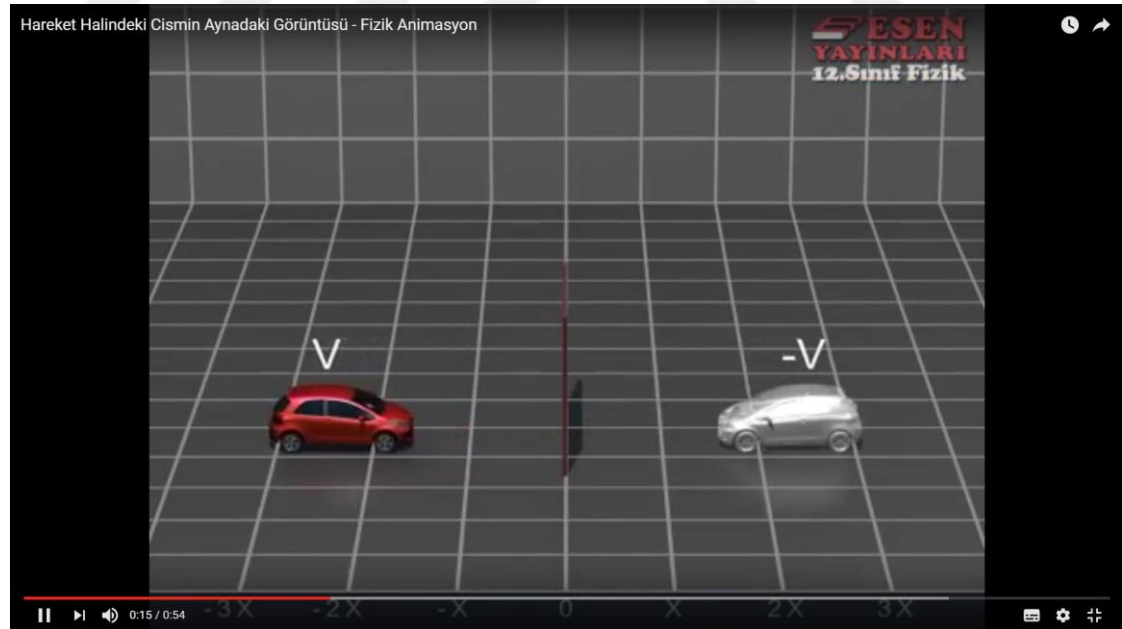 Hareket Halindeki Cismin Aynadaki Görüntüsü - Fizik Animasyon
ESEN
YAYINLARI
12.Sınıf Fizik
V
-V
0:15 / 0:54
-3X -2X -X 0 X 2X 3X